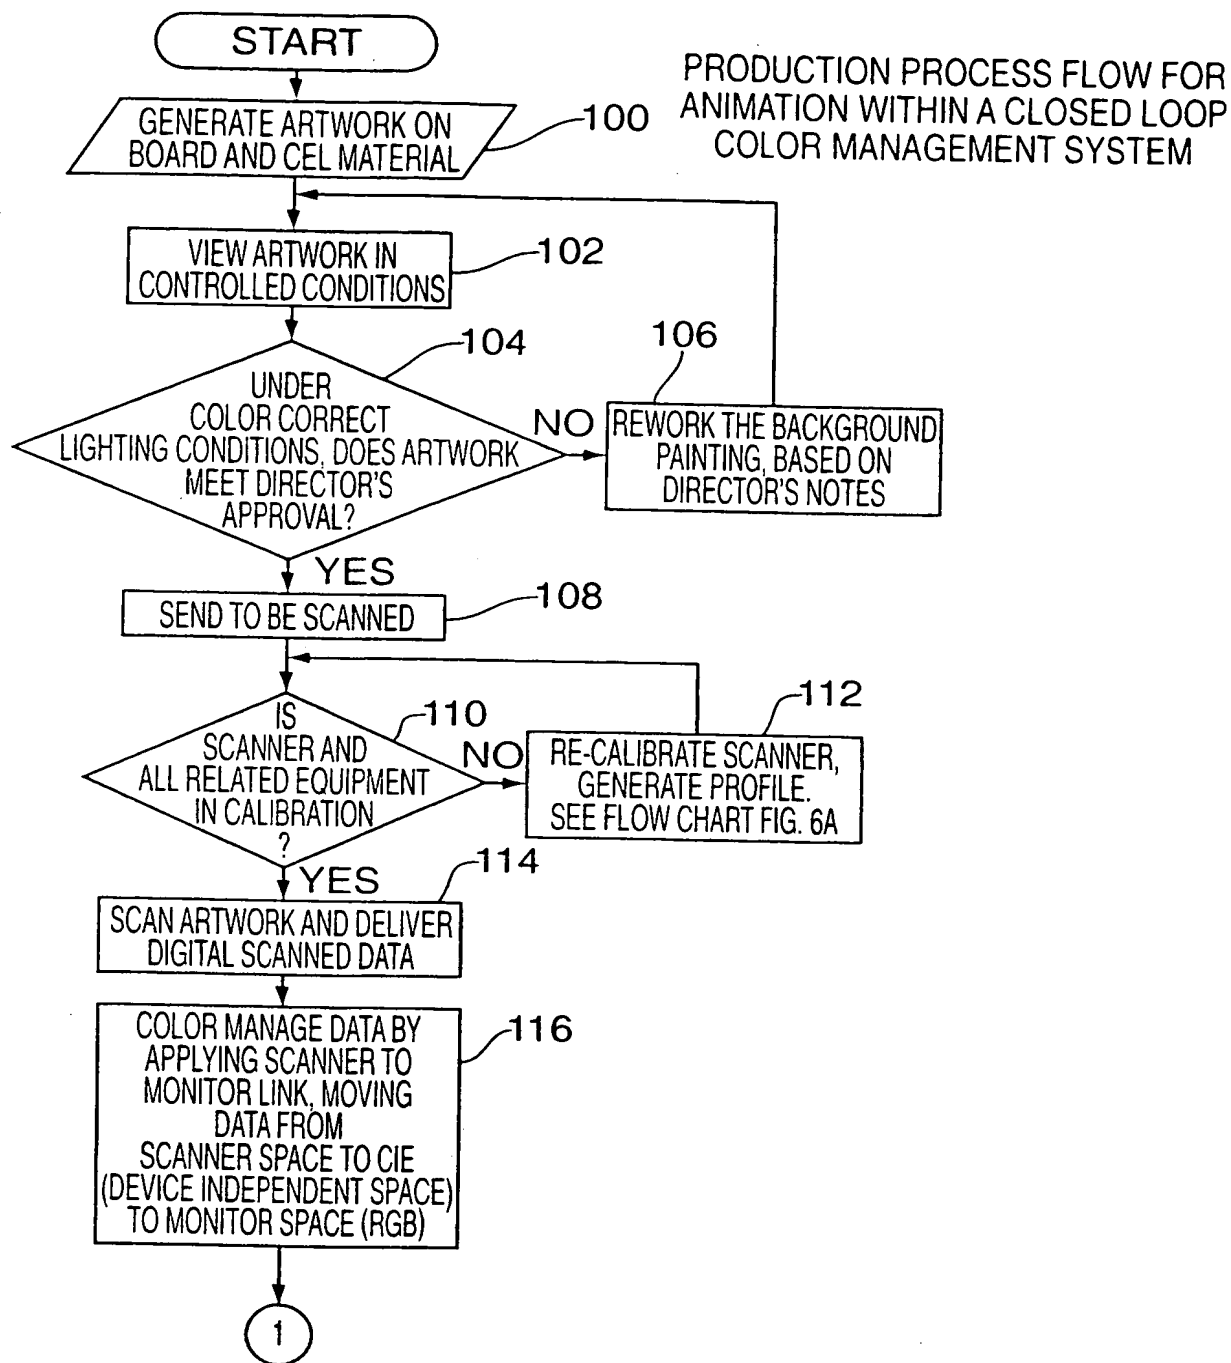 START
PRODUCTION PROCESS FLOW FOR
ANIMATION WITHIN A CLOSED LOOP
COLOR MANAGEMENT SYSTEM
GENERATE ARTWORK ON
BOARD AND CEL MATERIAL
100
VIEW ARTWORK IN
CONTROLLED CONDITIONS
102
104
UNDER
COLOR CORRECT
LIGHTING CONDITIONS, DOES ARTWORK
MEET DIRECTOR'S
APPROVAL?
NO
106
REWORK THE BACKGROUND
PAINTING, BASED ON
DIRECTOR'S NOTES
YES
SEND TO BE SCANNED
108
110
IS
SCANNER AND
ALL RELATED EQUIPMENT
IN CALIBRATION
?
NO
112
RE-CALIBRATE SCANNER,
GENERATE PROFILE.
SEE FLOW CHART FIG. 6A
YES
114
SCAN ARTWORK AND DELIVER
DIGITAL SCANNED DATA
COLOR MANAGE DATA BY
APPLYING SCANNER TO
MONITOR LINK, MOVING
DATA FROM
SCANNER SPACE TO CIE
(DEVICE INDEPENDENT SPACE)
TO MONITOR SPACE (RGB)
116
1